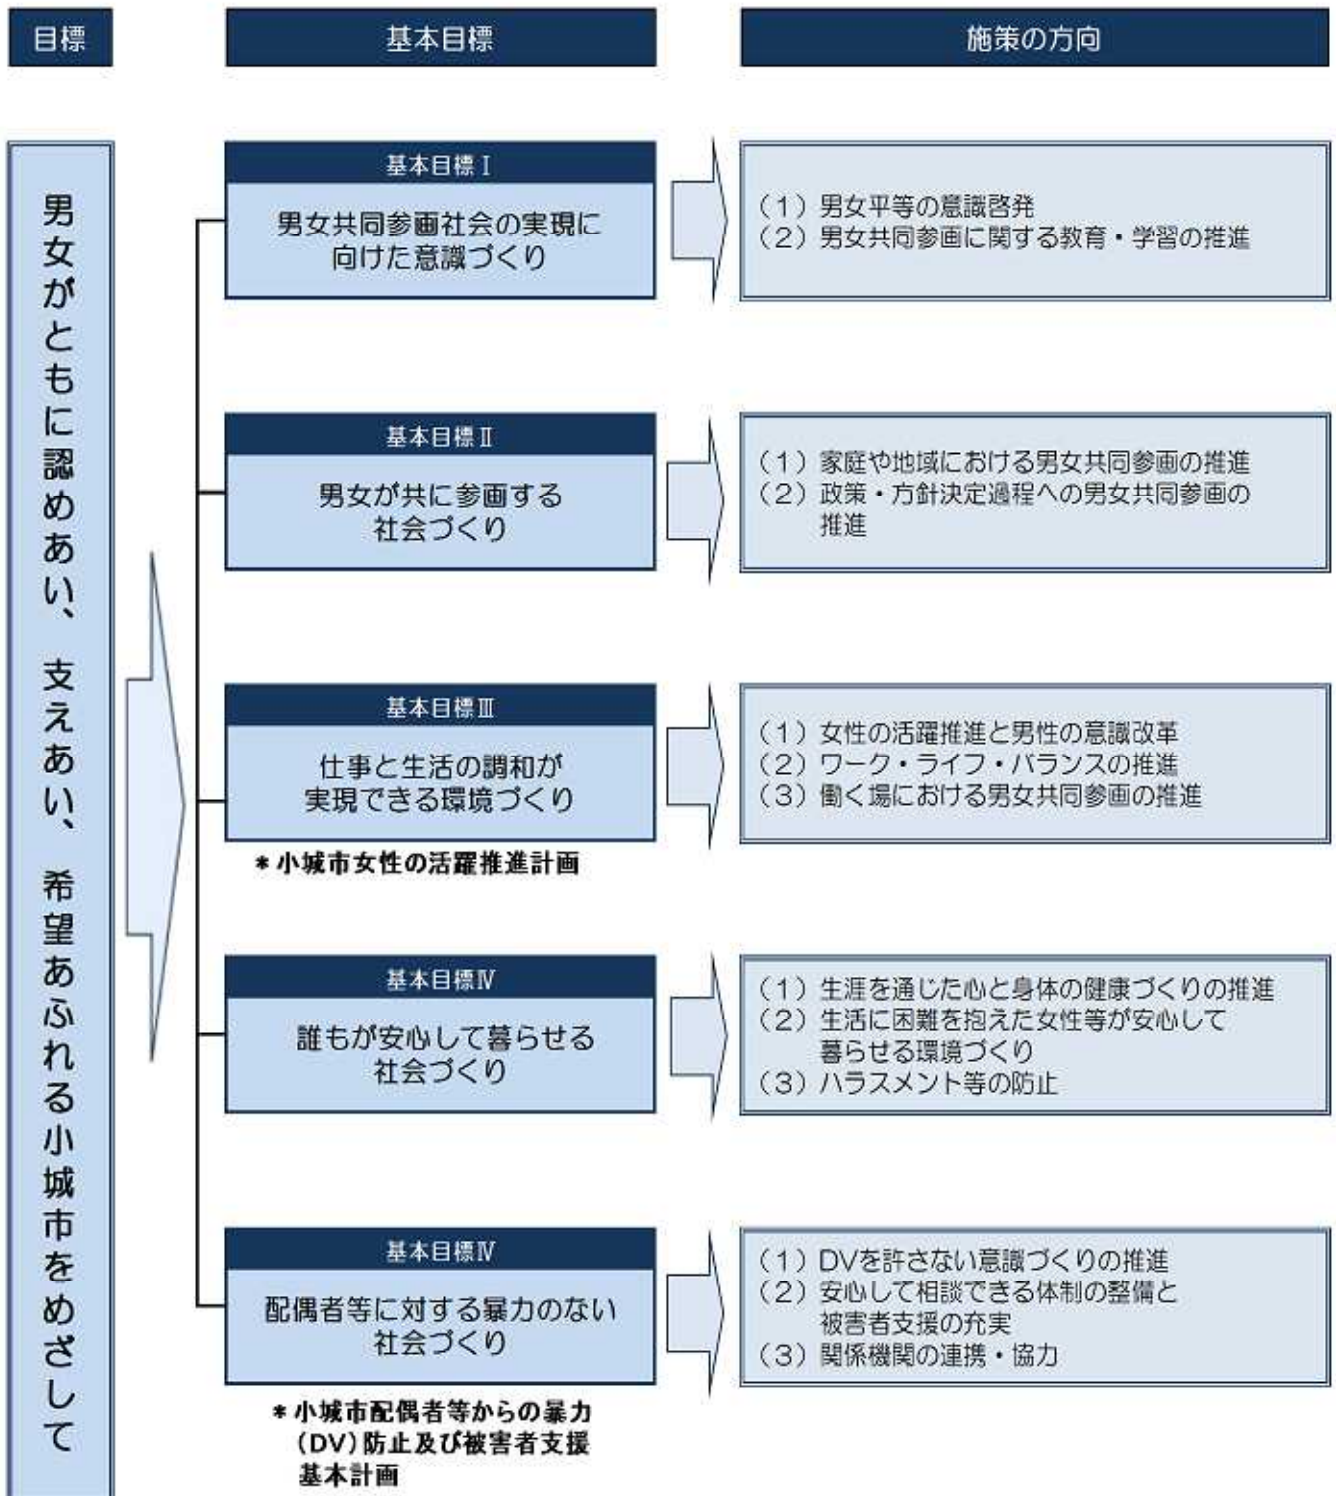 目標
基本目標
施策の方向
男女がともに認めあい、支えあい、希望あふれる小城市をめざして
基本目標Ⅰ
男女共同参画社会の実現に
向けた意識づくり
（１）男女平等の意識啓発
（２）男女共同参画に関する教育・学習の推進
基本目標Ⅱ
男女が共に参画する
社会づくり
（１）家庭や地域における男女共同参画の推進
（２）政策・方針決定過程への男女共同参画の
推進
基本目標Ⅲ
仕事と生活の調和が
実現できる環境づくり
＊小城市女性の活躍推進計画
（１）女性の活躍推進と男性の意識改革
（２）ワーク・ライフ・バランスの推進
（３）働く場における男女共同参画の推進
基本目標Ⅳ
誰もが安心して暮らせる
社会づくり
（１）生涯を通じた心と身体の健康づくりの推進
（２）生活に困難を抱えた女性等が安心して
暮らせる環境づくり
（３）ハラスメント等の防止
基本目標Ⅳ
配偶者等に対する暴力のない
社会づくり
＊小城市配偶者等からの暴力
（DV）防止及び被害者支援
基本計画
（１）DVを許さない意識づくりの推進
（２）安心して相談できる体制の整備と
被害者支援の充実
（３）関係機関の連携・協力